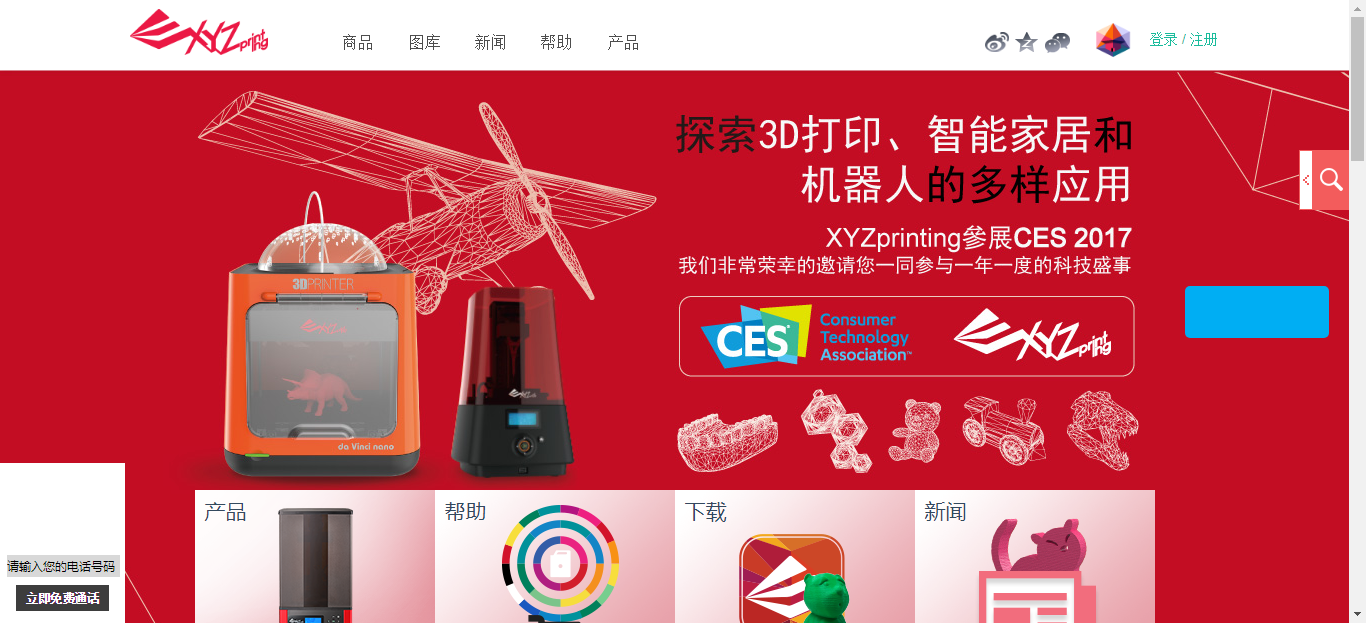 XYZprinting
商品 图库 新闻 帮助 产品
登录 / 注册
探索3D打印、智能家居和
机器人的多样应用
XYZprinting參展CES 2017
我们非常荣幸的邀请您一同参与一年一度的科技盛事
CES Consumer
Technology
Association™
XYZprinting
3DPRINTER
da Vinci nano
产品 帮助 下载 新闻
请输入您的电话号码
立即免费通话